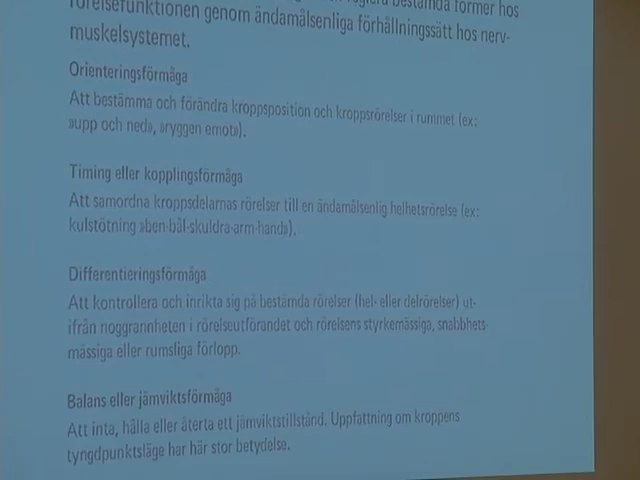 bestämda former hos
rörelsefunktionen genom ändamålsenliga förhållningssätt hos nerv-
muskelsystemet.
Orienteringsförmåga
Att bestämma och förändra kroppsposition och kroppsrörelser i rummet (ex:
»upp och ned», »ryggen emot»).
Timing eller kopplingsförmåga
Att samordna kroppsdelarnas rörelser till en ändamålsenlig helhetsrörelse (ex:
kulstötning »ben-bål-skuldra-arm-hand»).
Differentieringsförmåga
Att kontrollera och inrikta sig på bestämda rörelser (hel- eller delrörelser) ut-
ifrån noggrannheten i rörelseutförandet och rörelsens styrkemässiga, snabbhets-
mässiga eller rumsliga förlopp.
Balans eller jämviktsförmåga
Att inta, hålla eller återta ett jämviktstillstånd. Uppfattning om kroppens
tyngdpunktsläge har här stor betydelse.